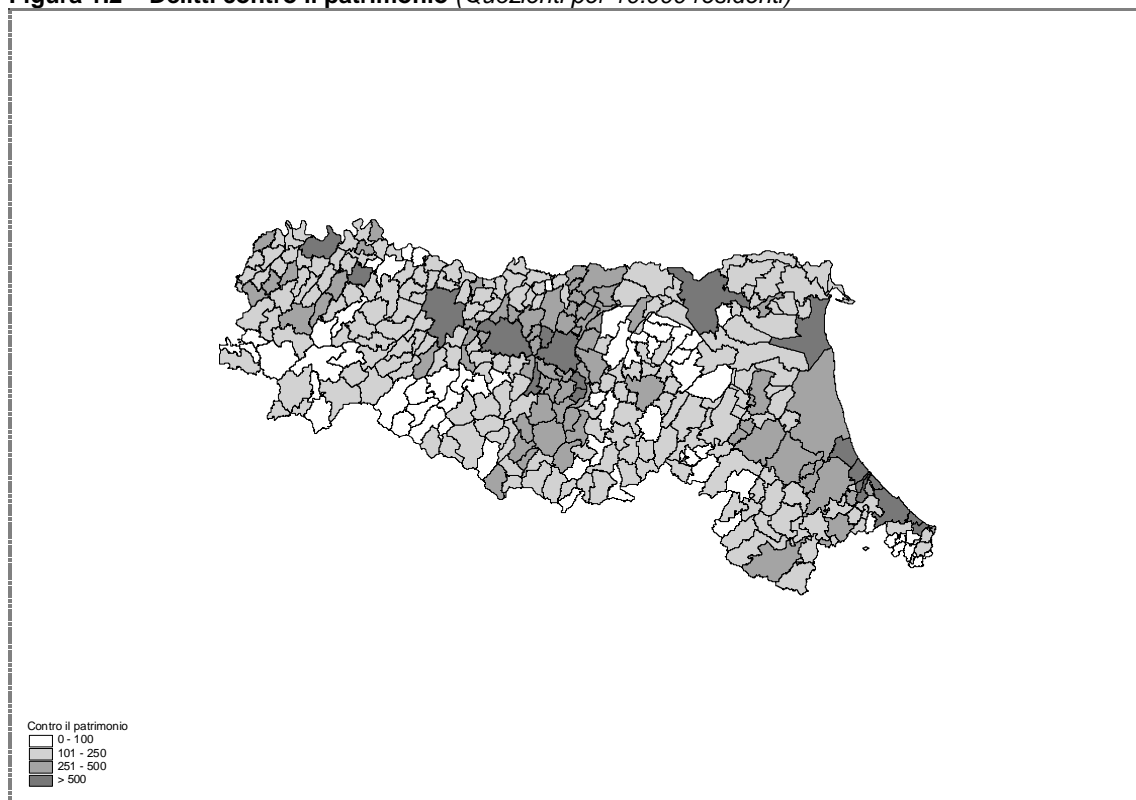 Figura 1.2 – Delitti contro il patrimonio (Quozienti per 10.000 residenti)
Contro il patrimonio
0 - 100
101 - 250
251 - 500
> 500